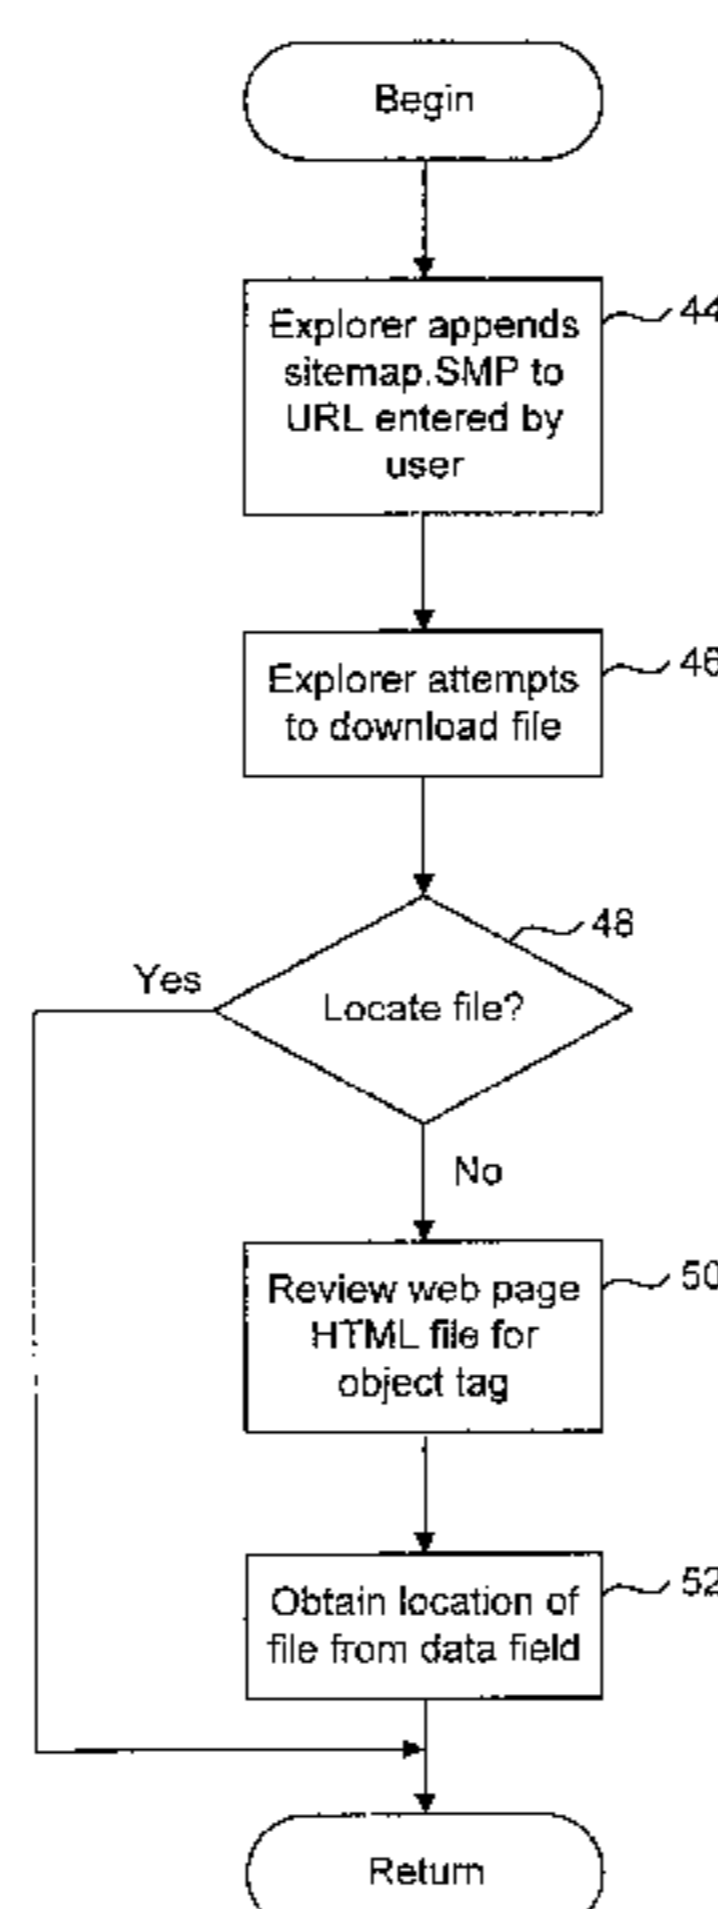 Begin
Explorer appends
sitemap.SMP to
URL entered by
user
44
Explorer attempts
to download file
46
48
Yes
Locate file?
No
Review web page
HTML file for
object tag
50
Obtain location of
file from data field
52
Return